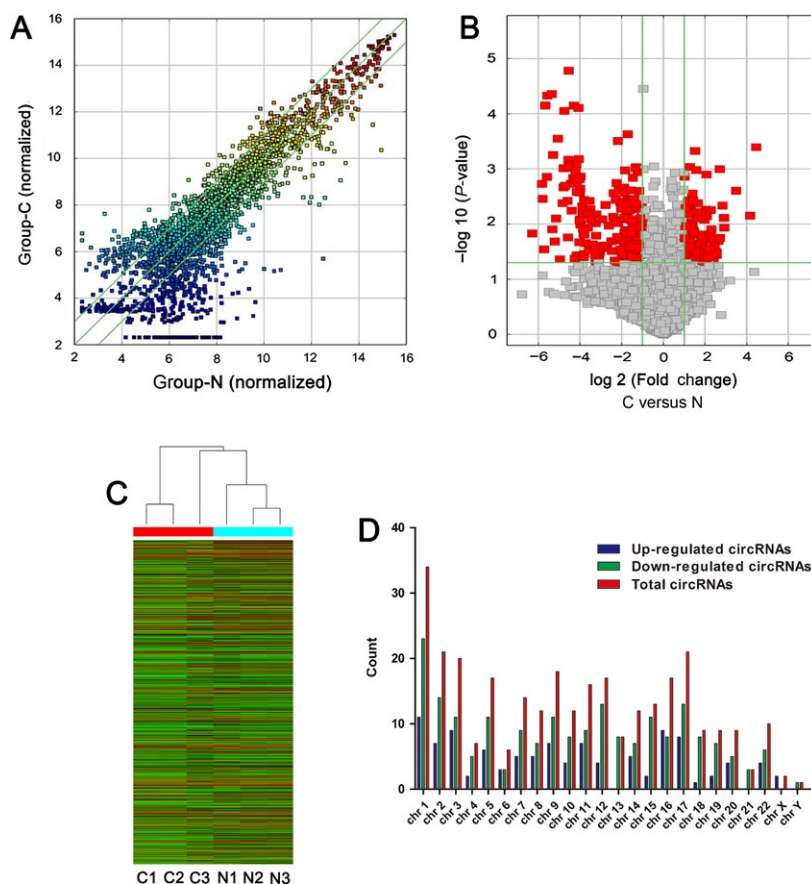 A
16
14
12
10
8
6
4
2
Group-C (normalized)
2 4 6 8 10 12 14 16
Group-N (normalized)
B
5
4
3
2
1
0
−log 10 (P-value)
-6 -4 -2 0 2 4 6
log 2 (Fold change)
C versus N
C
C1 C2 C3 N1 N2 N3
D
40
30
20
10
0
Count
Up-regulated circRNAs
Down-regulated circRNAs
Total circRNAs
chr 1
chr 2
chr 3
chr 4
chr 5
chr 6
chr 7
chr 8
chr 9
chr 10
chr 11
chr 12
chr 13
chr 14
chr 15
chr 16
chr 17
chr 18
chr 19
chr 20
chr 21
chr 22
chr X
chr Y